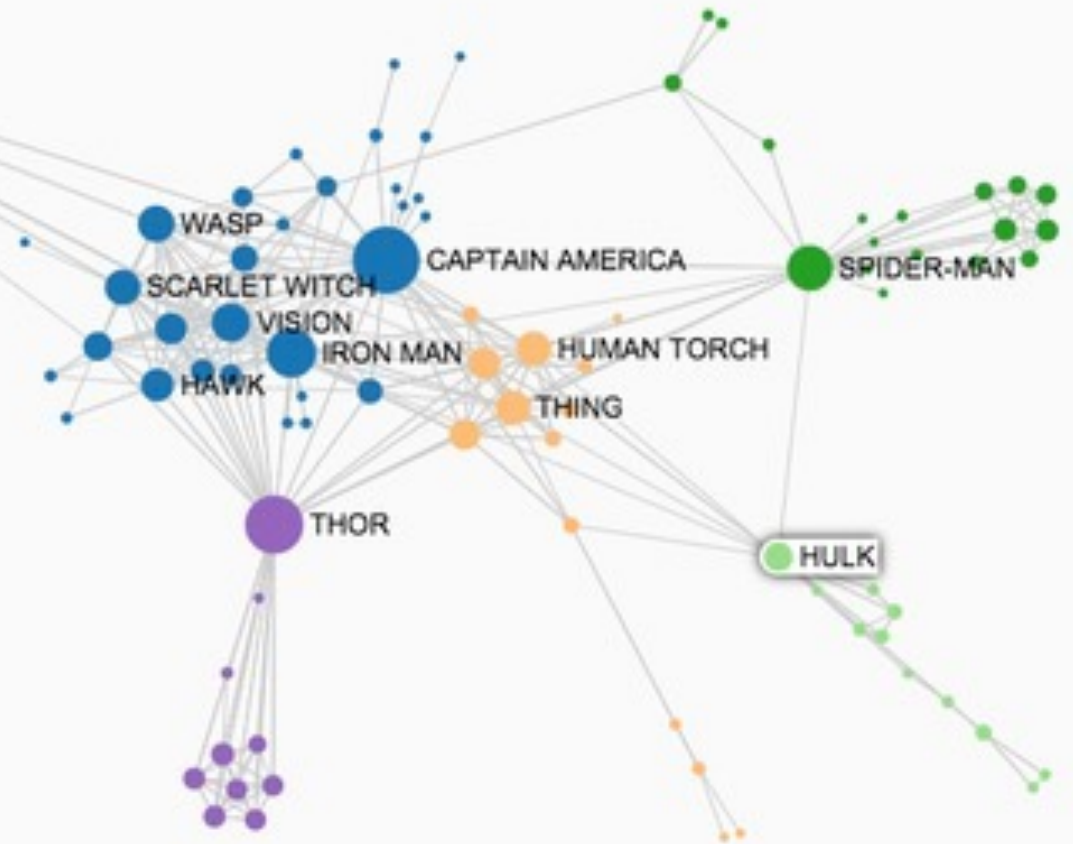 WASP
CAPTAIN AMERICA
SPIDER-MAN
SCARLET WITCH
VISION
IRON MAN
HUMAN TORCH
HAWK
THING
THOR
HULK